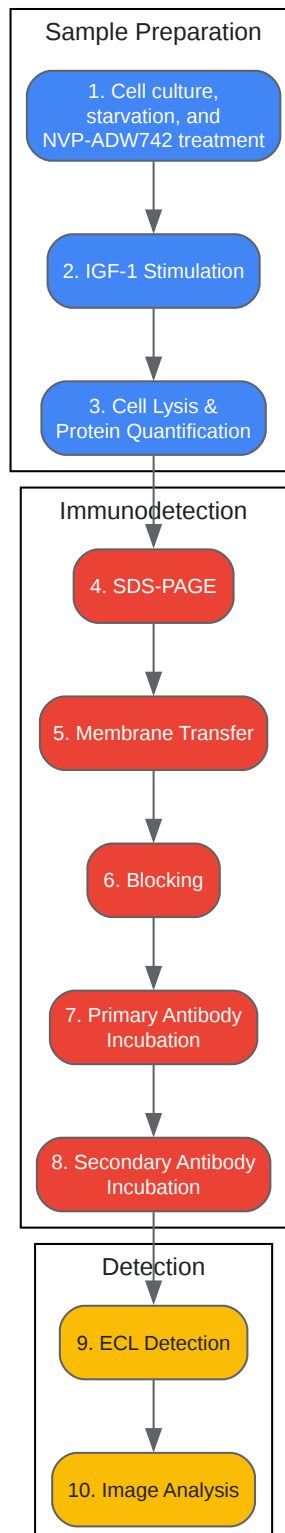 Sample Preparation
1. Cell culture,
starvation, and
NVP-ADW742 treatment
2. IGF-1 Stimulation
3. Cell Lysis &
Protein Quantification
Immunodetection
4. SDS-PAGE
5. Membrane Transfer
6. Blocking
7. Primary Antibody
Incubation
8. Secondary Antibody
Incubation
Detection
9. ECL Detection
10. Image Analysis